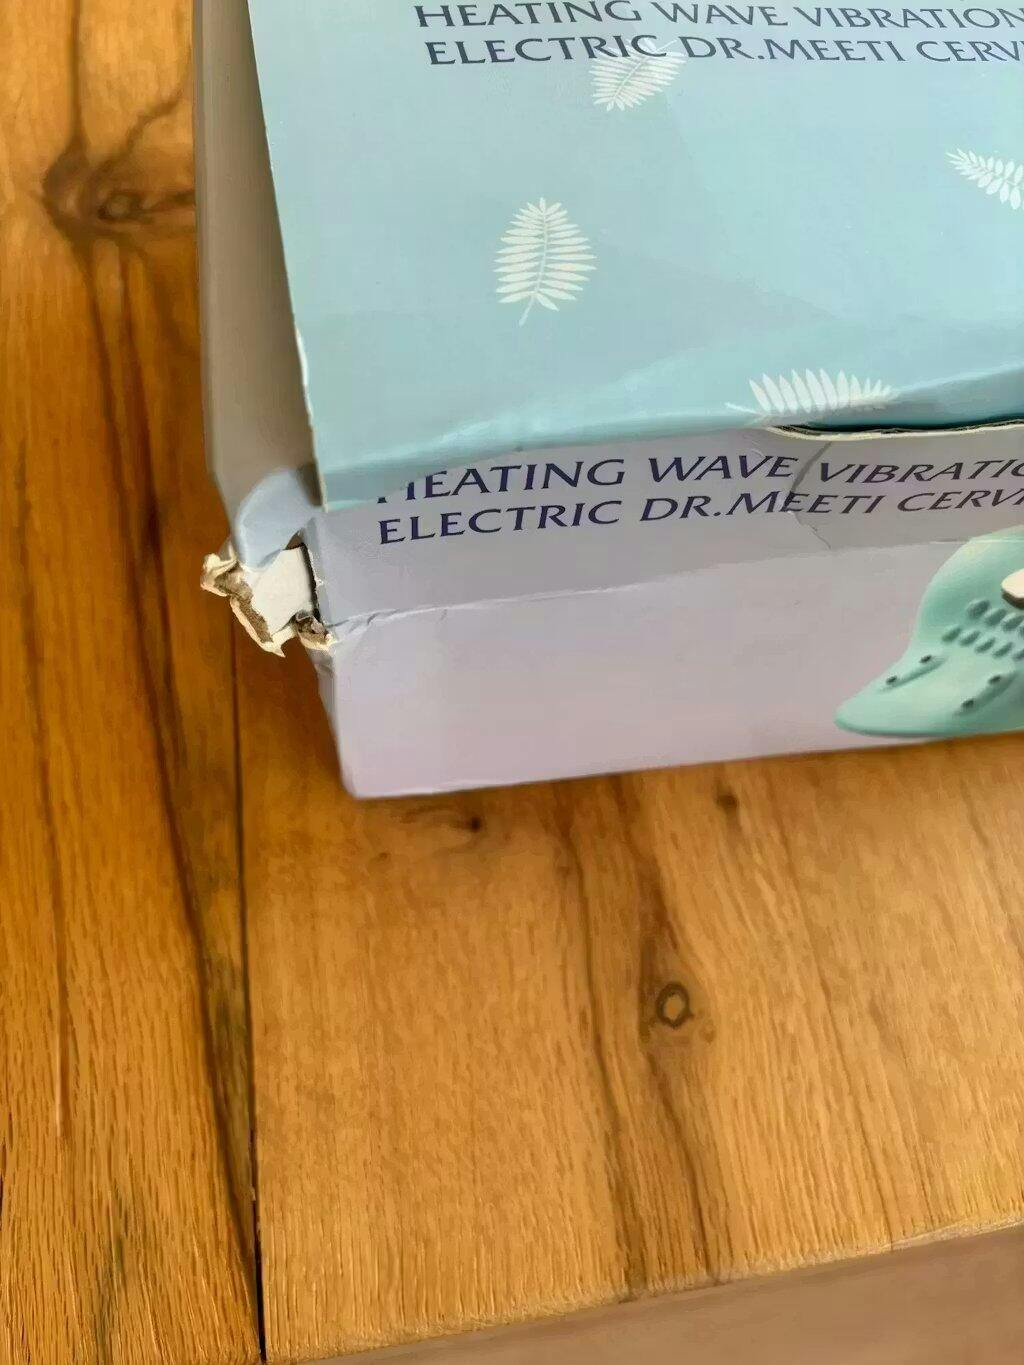 HEATING WAVE VIBRATION
ELECTRIC DR.MEETI CERV
HEATING WAVE VIBRATIO
ELECTRIC DR.MEETI CERV